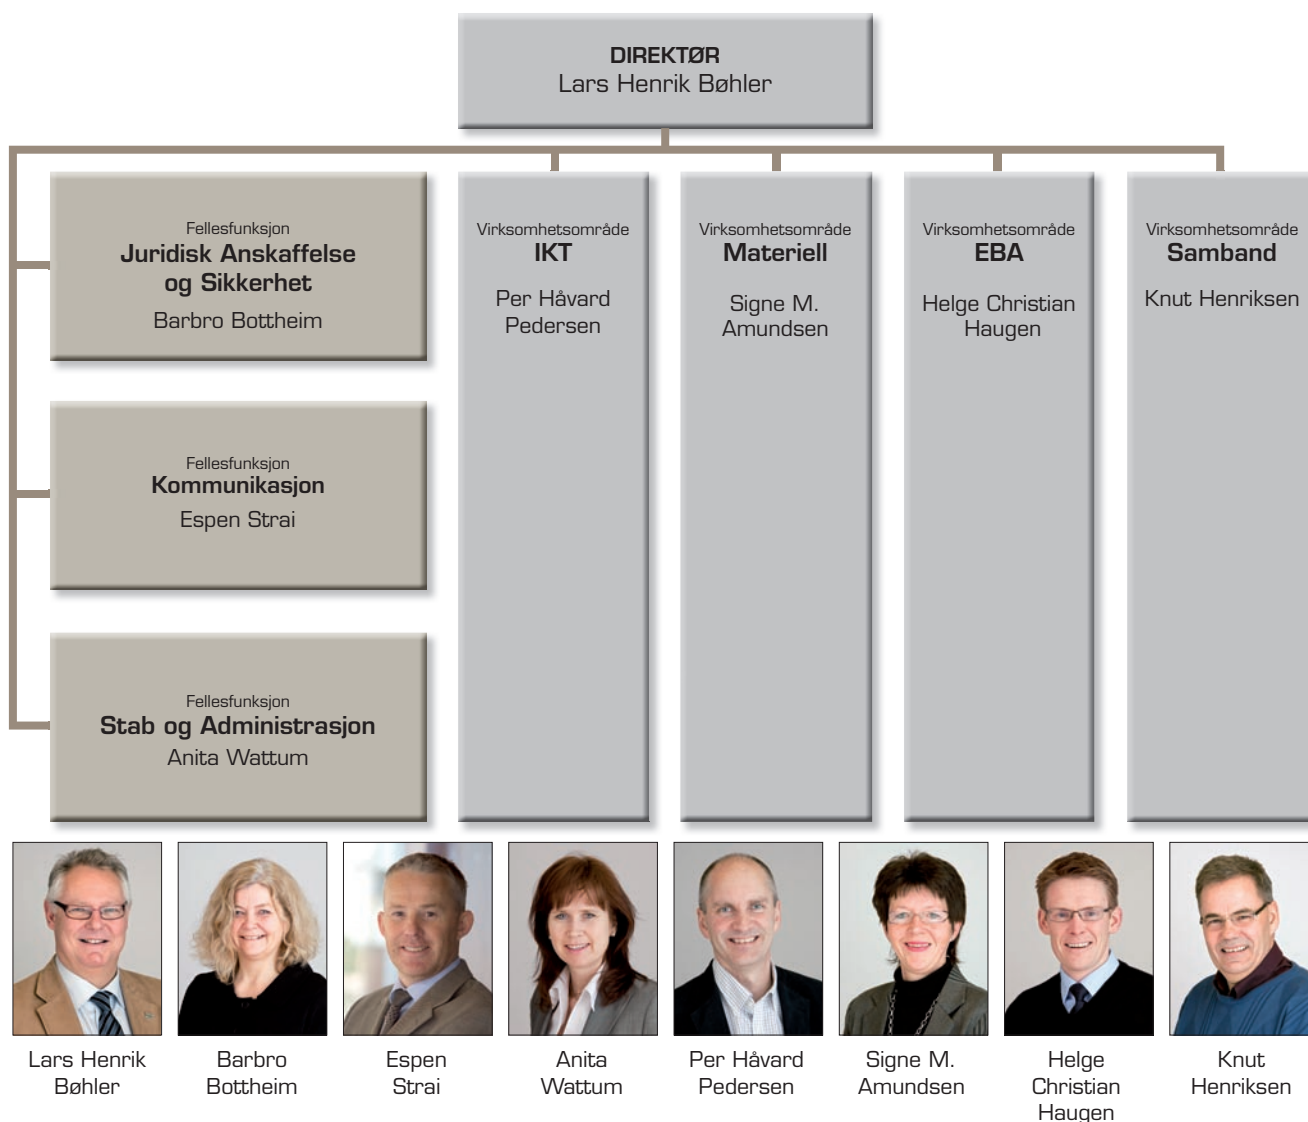 DIREKTØR
Lars Henrik Bøhler
Fellesfunksjon
Juridisk Anskaffelse
og Sikkerhet
Barbro Bottheim
Fellesfunksjon
Kommunikasjon
Espen Strai
Fellesfunksjon
Stab og Administrasjon
Anita Wattum
Virksomhetsområde
IKT
Per Håvard
Pedersen
Virksomhetsområde
Materiell
Signe M.
Amundsen
Virksomhetsområde
EBA
Helge Christian
Haugen
Virksomhetsområde
Samband
Knut Henriksen
Lars Henrik
Bøhler
Barbro
Bottheim
Espen
Strai
Anita
Wattum
Per Håvard
Pedersen
Signe M.
Amundsen
Helge
Christian
Haugen
Knut
Henriksen